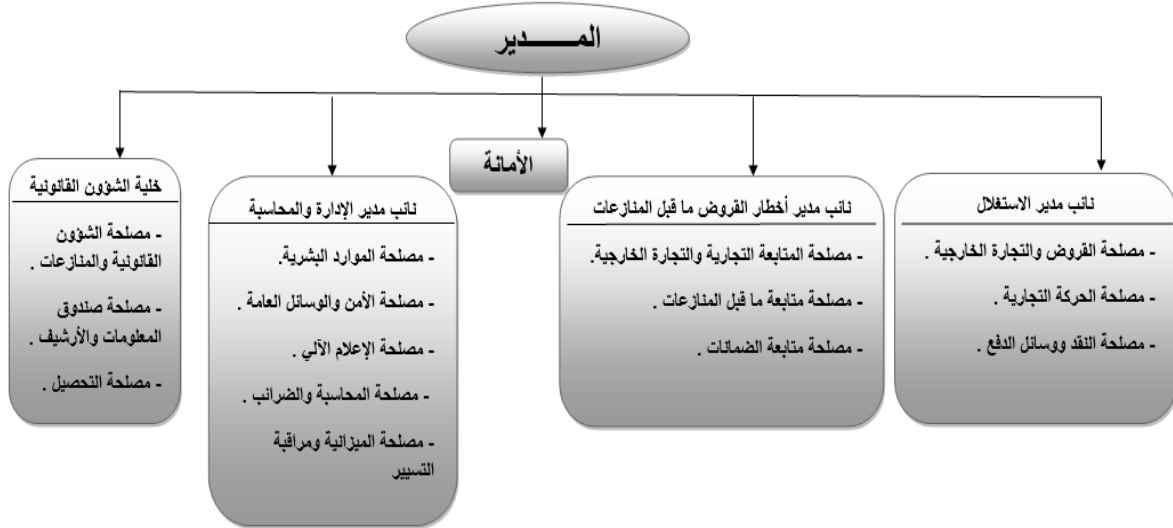 المـــــــدير
الأمانة
نائب مدير الاستغلال
- مصلحة القروض والتجارة الخارجية .
- مصلحة الحركة التجارية .
- مصلحة النقد ووسائل الدفع .
نائب مدير أخطار القروض ما قبل المنازعات
- مصلحة المتابعة التجارية والتجارة الخارجية.
- مصلحة متابعة ما قبل المنازعات .
- مصلحة متابعة الضمانات .
نائب مدير الإدارة والمحاسبة
- مصلحة الموارد البشرية.
- مصلحة الأمن والوسائل العامة .
- مصلحة الإعلام الآلي .
- مصلحة المحاسبة والضرائب .
- مصلحة الميزانية ومراقبة
التسيير
خلية الشؤون القانونية
- مصلحة الشؤون
القانونية والمنازعات .
- مصلحة صندوق
المعلومات والأرشيف .
- مصلحة التحصيل .